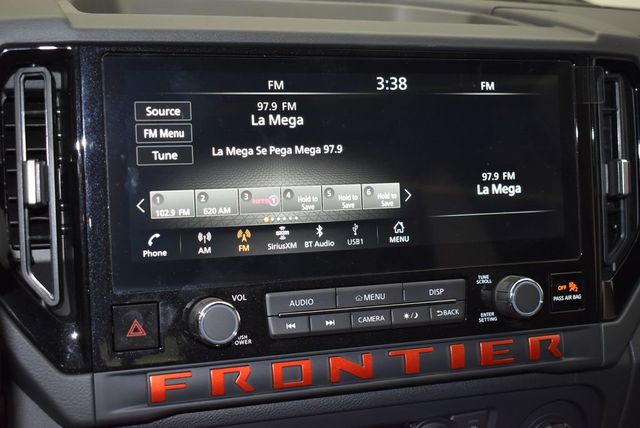 FM 3:38 FM
Source
FM Menu
Tune
97.9 FM
La Mega
La Mega Se Pega Mega 97.9
97.9 FM
La Mega
1 102.9 FM
2 620 AM
3 HITS 1
4 Hold to Save
5 Hold to Save
6 Hold to Save
Phone AM FM SiriusXM BT Audio USB1 MENU
VOL
PUSH POWER
AUDIO MENU DISP
CAMERA BACK
TUNE SCROLL
ENTER SETTING
OFF
PASS AIR BAG
FRONTIER